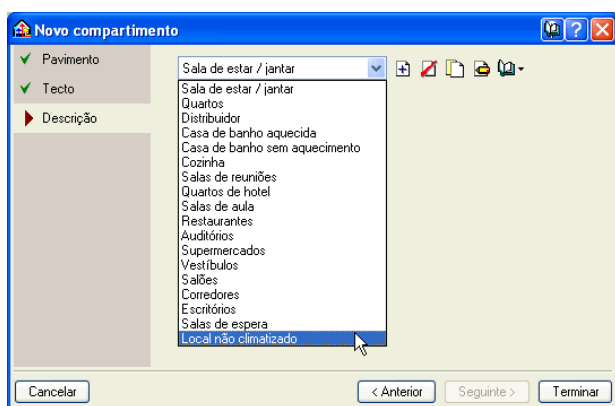 Novo compartimento
Pavimento
Tecto
Descrição
Sala de estar / jantar
Sala de estar / jantar
Quartos
Distribuidor
Casa de banho aquecida
Casa de banho sem aquecimento
Cozinha
Salas de reuniões
Quartos de hotel
Salas de aula
Restaurantes
Auditórios
Supermercados
Vestíbulos
Salões
Corredores
Escritórios
Salas de espera
Local não climatizado
Cancelar
< Anterior
Seguinte >
Terminar